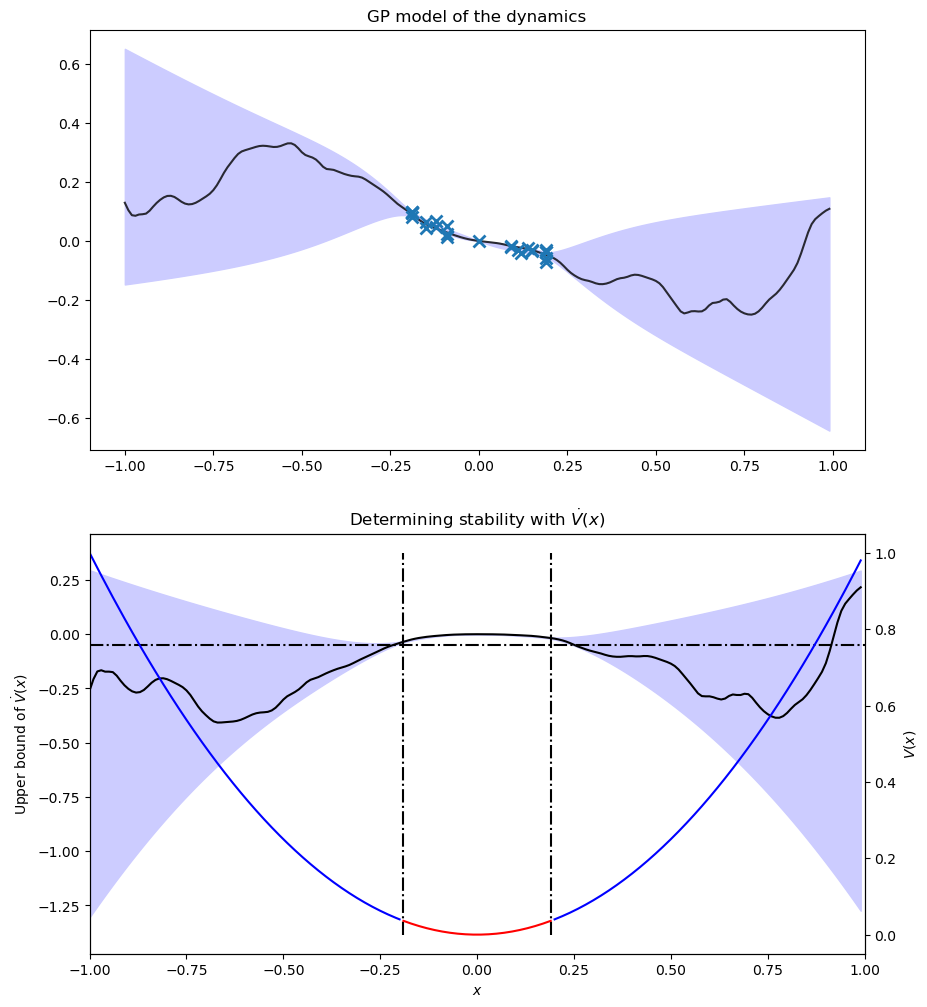 GP model of the dynamics
0.6
0.4
0.2
0.0
−0.2
−0.4
−0.6
−1.00 −0.75 −0.50 −0.25 0.00 0.25 0.50 0.75 1.00
Determining stability with V̇(x)
Upper bound of V̇(x)
0.25
0.00
−0.25
−0.50
−0.75
−1.00
−1.25
1.0
0.8
0.6
0.4
0.2
0.0
V(x)
−1.00 −0.75 −0.50 −0.25 0.00 0.25 0.50 0.75 1.00
x